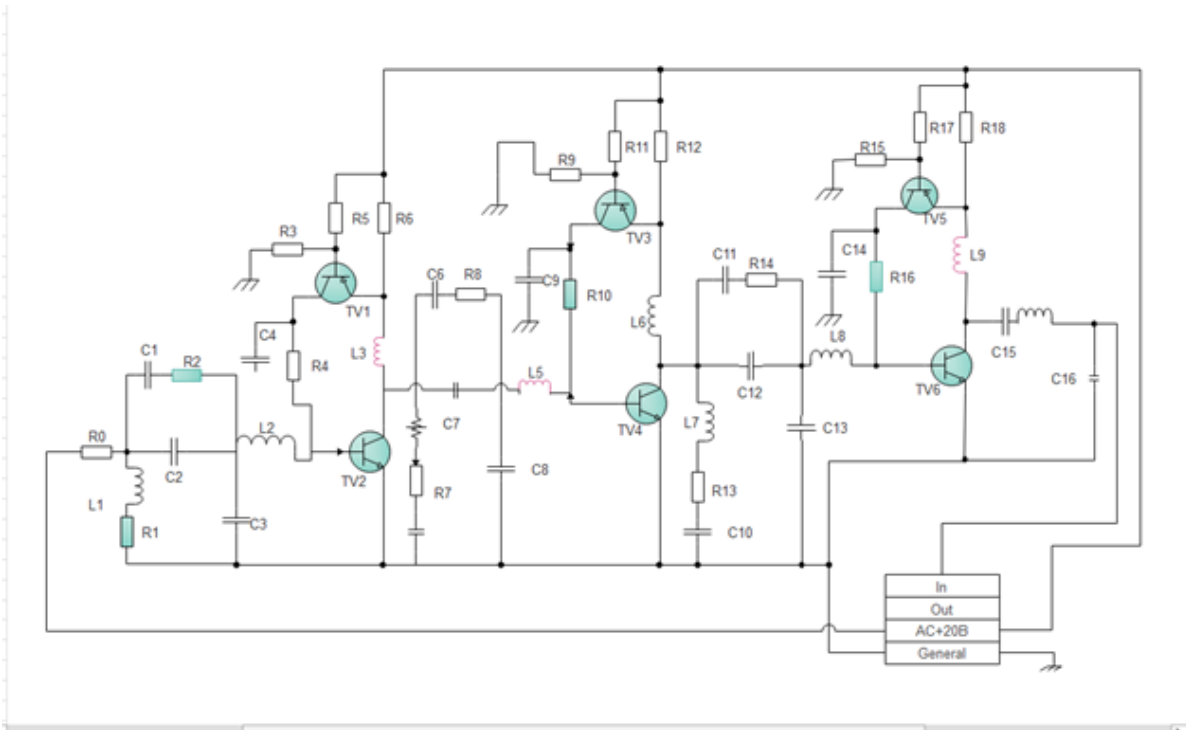 R17
R18
R11
R12
R15
R9
TV5
R5
R6
R3
TV3
C14
L9
C11
R14
C6
R8
C9
R16
R10
TV1
L6
C4
L3
L8
C15
C1
R2
R4
L5
C12
TV6
C16
L7
C7
TV4
C13
R0
L2
C2
TV2
C8
R7
R13
L1
R1
C3
C10
In
Out
AC+20B
General